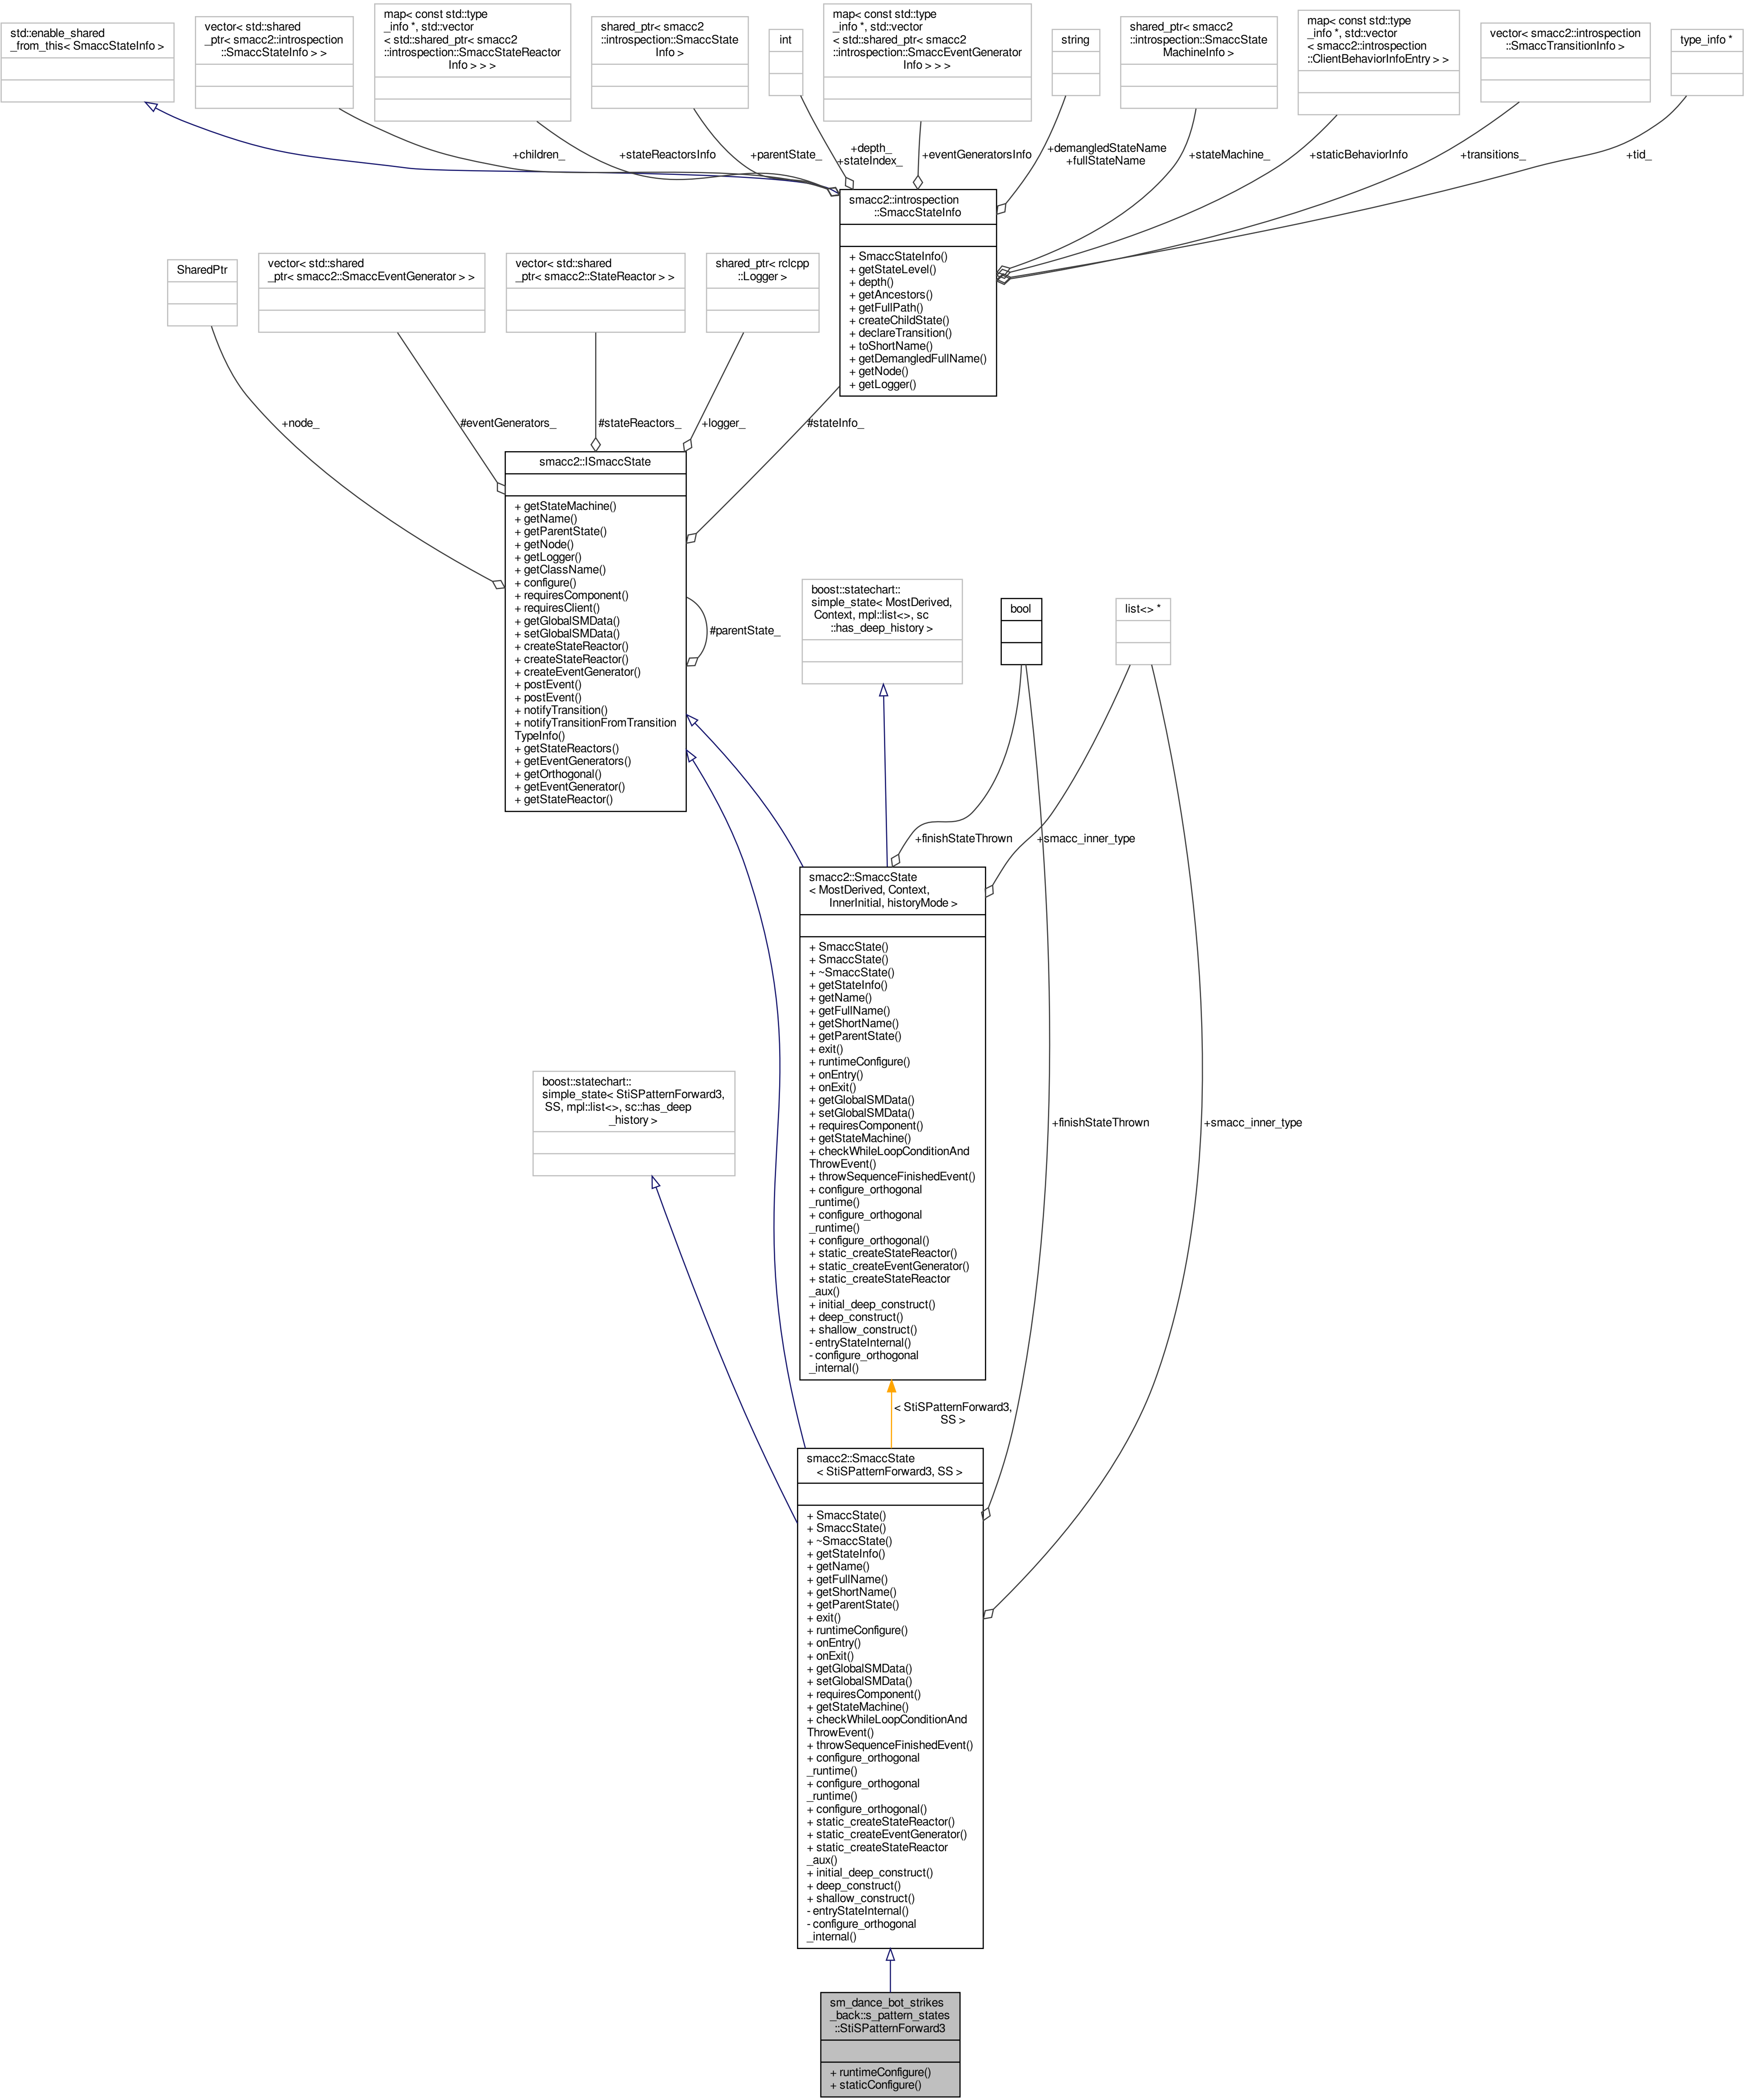 std::enable_shared
_from_this< SmaccStateInfo >
vector< std::shared
_ptr< smacc2::introspection
::SmaccStateInfo > >
map< const std::type
_info *, std::vector
< std::shared_ptr< smacc2
::introspection::SmaccStateReactor
Info > > >
shared_ptr< smacc2
::introspection::SmaccState
Info >
int
map< const std::type
_info *, std::vector
< std::shared_ptr< smacc2
::introspection::SmaccEventGenerator
Info > > >
string
shared_ptr< smacc2
::introspection::SmaccState
MachineInfo >
map< const std::type
_info *, std::vector
< smacc2::introspection
::ClientBehaviorInfoEntry > >
vector< smacc2::introspection
::SmaccTransitionInfo >
type_info *
+children_
+stateReactorsInfo
+parentState_
+depth_
+stateIndex_
+eventGeneratorsInfo
+demangledStateName
+fullStateName
+stateMachine_
+staticBehaviorInfo
+transitions_
+tid_
smacc2::introspection
::SmaccStateInfo
+ SmaccStateInfo()
+ getStateLevel()
+ depth()
+ getAncestors()
+ getFullPath()
+ createChildState()
+ declareTransition()
+ toShortName()
+ getDemangledFullName()
+ getNode()
+ getLogger()
SharedPtr
vector< std::shared
_ptr< smacc2::SmaccEventGenerator > >
vector< std::shared
_ptr< smacc2::StateReactor > >
shared_ptr< rclcpp
::Logger >
+node_
#eventGenerators_
#stateReactors_
+logger_
#stateInfo_
smacc2::ISmaccState
+ getStateMachine()
+ getName()
+ getParentState()
+ getNode()
+ getLogger()
+ getClassName()
+ configure()
+ requiresComponent()
+ requiresClient()
+ getGlobalSMData()
+ setGlobalSMData()
+ createStateReactor()
+ createStateReactor()
+ createEventGenerator()
+ postEvent()
+ postEvent()
+ notifyTransition()
+ notifyTransitionFromTransition
TypeInfo()
+ getStateReactors()
+ getEventGenerators()
+ getOrthogonal()
+ getEventGenerator()
+ getStateReactor()
#parentState_
boost::statechart::
simple_state< MostDerived,
Context, mpl::list<>, sc
::has_deep_history >
bool
list<> *
+finishStateThrown
+smacc_inner_type
smacc2::SmaccState
< MostDerived, Context,
InnerInitial, historyMode >
+ SmaccState()
+ SmaccState()
+ ~SmaccState()
+ getStateInfo()
+ getName()
+ getFullName()
+ getShortName()
+ getParentState()
+ exit()
+ runtimeConfigure()
+ onEntry()
+ onExit()
+ getGlobalSMData()
+ setGlobalSMData()
+ requiresComponent()
+ getStateMachine()
+ checkWhileLoopConditionAnd
ThrowEvent()
+ throwSequenceFinishedEvent()
+ configure_orthogonal
_runtime()
+ configure_orthogonal
_runtime()
+ configure_orthogonal()
+ static_createStateReactor()
+ static_createEventGenerator()
+ static_createStateReactor
_aux()
+ initial_deep_construct()
+ deep_construct()
+ shallow_construct()
- entryStateInternal()
- configure_orthogonal
_internal()
boost::statechart::
simple_state< StiSPatternForward3,
SS, mpl::list<>, sc::has_deep
_history >
+finishStateThrown
+smacc_inner_type
< StiSPatternForward3,
SS >
smacc2::SmaccState
< StiSPatternForward3, SS >
+ SmaccState()
+ SmaccState()
+ ~SmaccState()
+ getStateInfo()
+ getName()
+ getFullName()
+ getShortName()
+ getParentState()
+ exit()
+ runtimeConfigure()
+ onEntry()
+ onExit()
+ getGlobalSMData()
+ setGlobalSMData()
+ requiresComponent()
+ getStateMachine()
+ checkWhileLoopConditionAnd
ThrowEvent()
+ throwSequenceFinishedEvent()
+ configure_orthogonal
_runtime()
+ configure_orthogonal
_runtime()
+ configure_orthogonal()
+ static_createStateReactor()
+ static_createEventGenerator()
+ static_createStateReactor
_aux()
+ initial_deep_construct()
+ deep_construct()
+ shallow_construct()
- entryStateInternal()
- configure_orthogonal
_internal()
sm_dance_bot_strikes
_back::s_pattern_states
::StiSPatternForward3
+ runtimeConfigure()
+ staticConfigure()